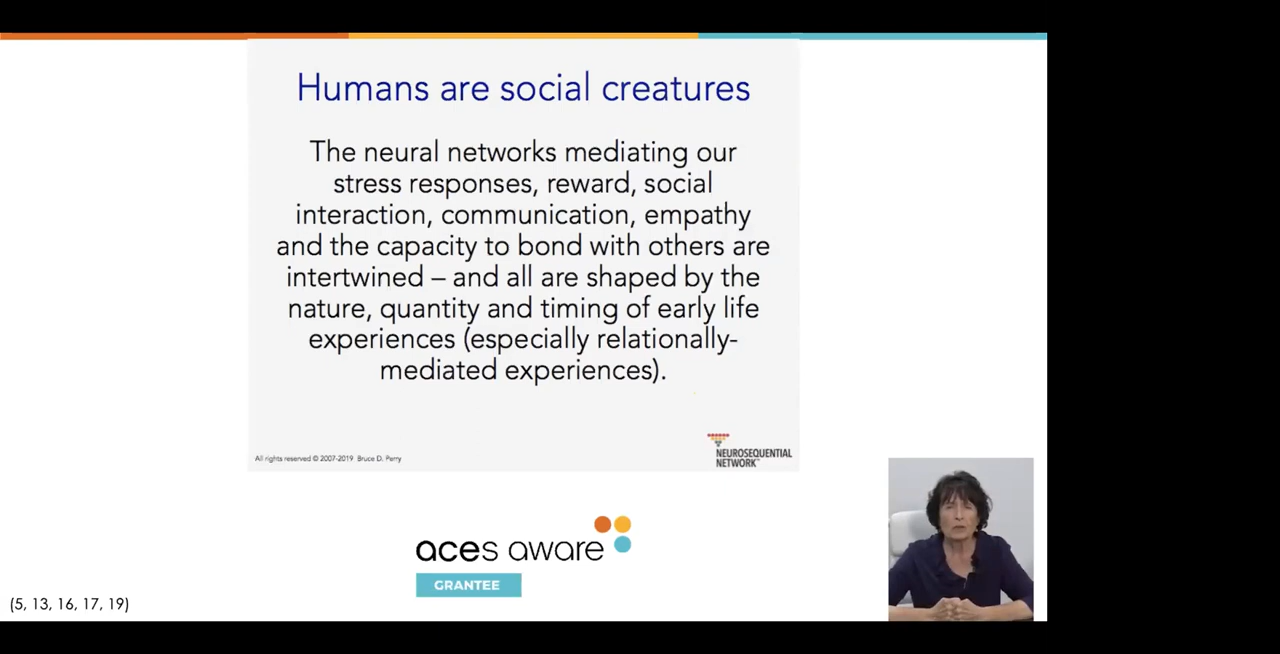 Humans are social creatures
The neural networks mediating our
stress responses, reward, social
interaction, communication, empathy
and the capacity to bond with others are
intertwined – and all are shaped by the
nature, quantity and timing of early life
experiences (especially relationally-
mediated experiences).
All rights reserved © 2007-2019 Bruce D. Perry
NEUROSEQUENTIAL
NETWORK™
aces aware
GRANTEE
(5, 13, 16, 17, 19)